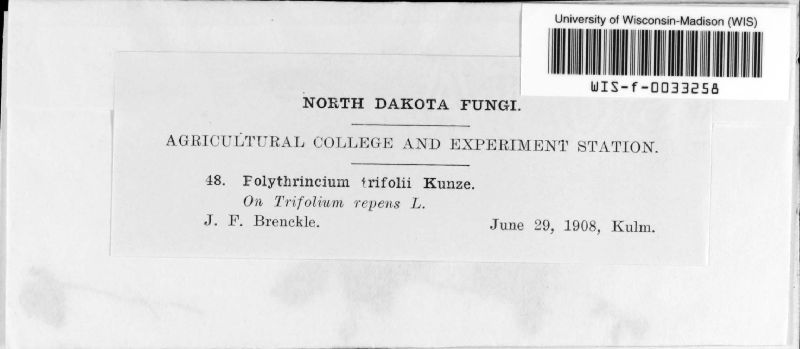 University of Wisconsin-Madison (WIS)
WIS-f-0033258
NORTH DAKOTA FUNGI.
AGRICULTURAL COLLEGE AND EXPERIMENT STATION.
48. Polythrincium trifolii Kunze.
On Trifolium repens L.
J. F. Brenckle. June 29, 1908, Kulm.